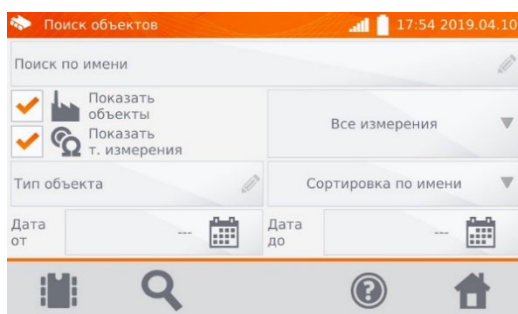 Поиск объектов 17:54 2019.04.10
Поиск по имени
Показать
объекты
Показать
т. измерения
Все измерения
Тип объекта Сортировка по имени
Дата
от ---
Дата
до ---